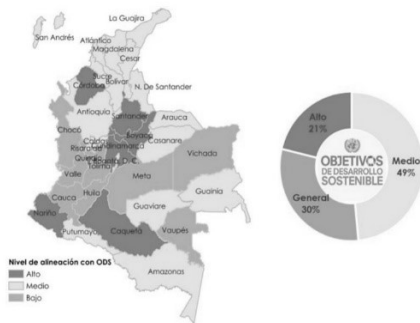 La Guajira
San Andrés
Atlántico
Magdalena
Cesar
Sucre
Córdoba
Bolívar
N. De Santander
Antioquia
Santander
Arauca
Chocó
Boyacá
Caldas
Casanare
Risaralda
Cundinamarca
Quindío
Bogotá, D. C.
Tolima
Vichado
Valle
Meta
Cauca
Huila
Guainía
Nariño
Guaviare
Caquetá
Vaupés
Putumayo
Amazonas
Nivel de alineación con ODS
Alto
Medio
Bajo
Alto
21%
OBJETIVOS
DE DESARROLLO
SOSTENIBLE
Medio
49%
General
30%